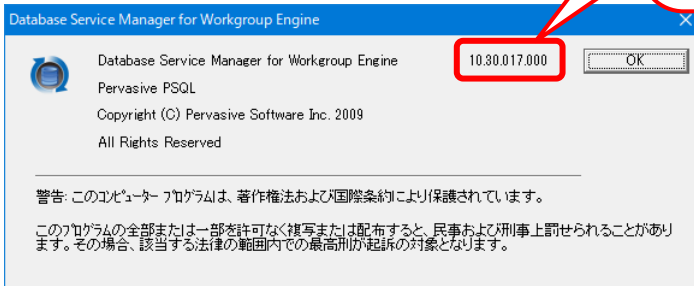 Database Service Manager for Workgroup Engine
Database Service Manager for Workgroup Engine 10.30.017.000 OK
Pervasive PSQL
Copyright (C) Pervasive Software Inc. 2009
All Rights Reserved
警告: このｺﾝﾋﾟｭｰﾀｰ ﾌﾟﾛｸﾞﾗﾑは、著作権法および国際条約により保護されています。
このﾌﾟﾛｸﾞﾗﾑの全部または一部を許可なく複写または配布すると、民事および刑事上罰せられることがあり
ます。その場合、該当する法律の範囲内での最高刑が起訴の対象となります。